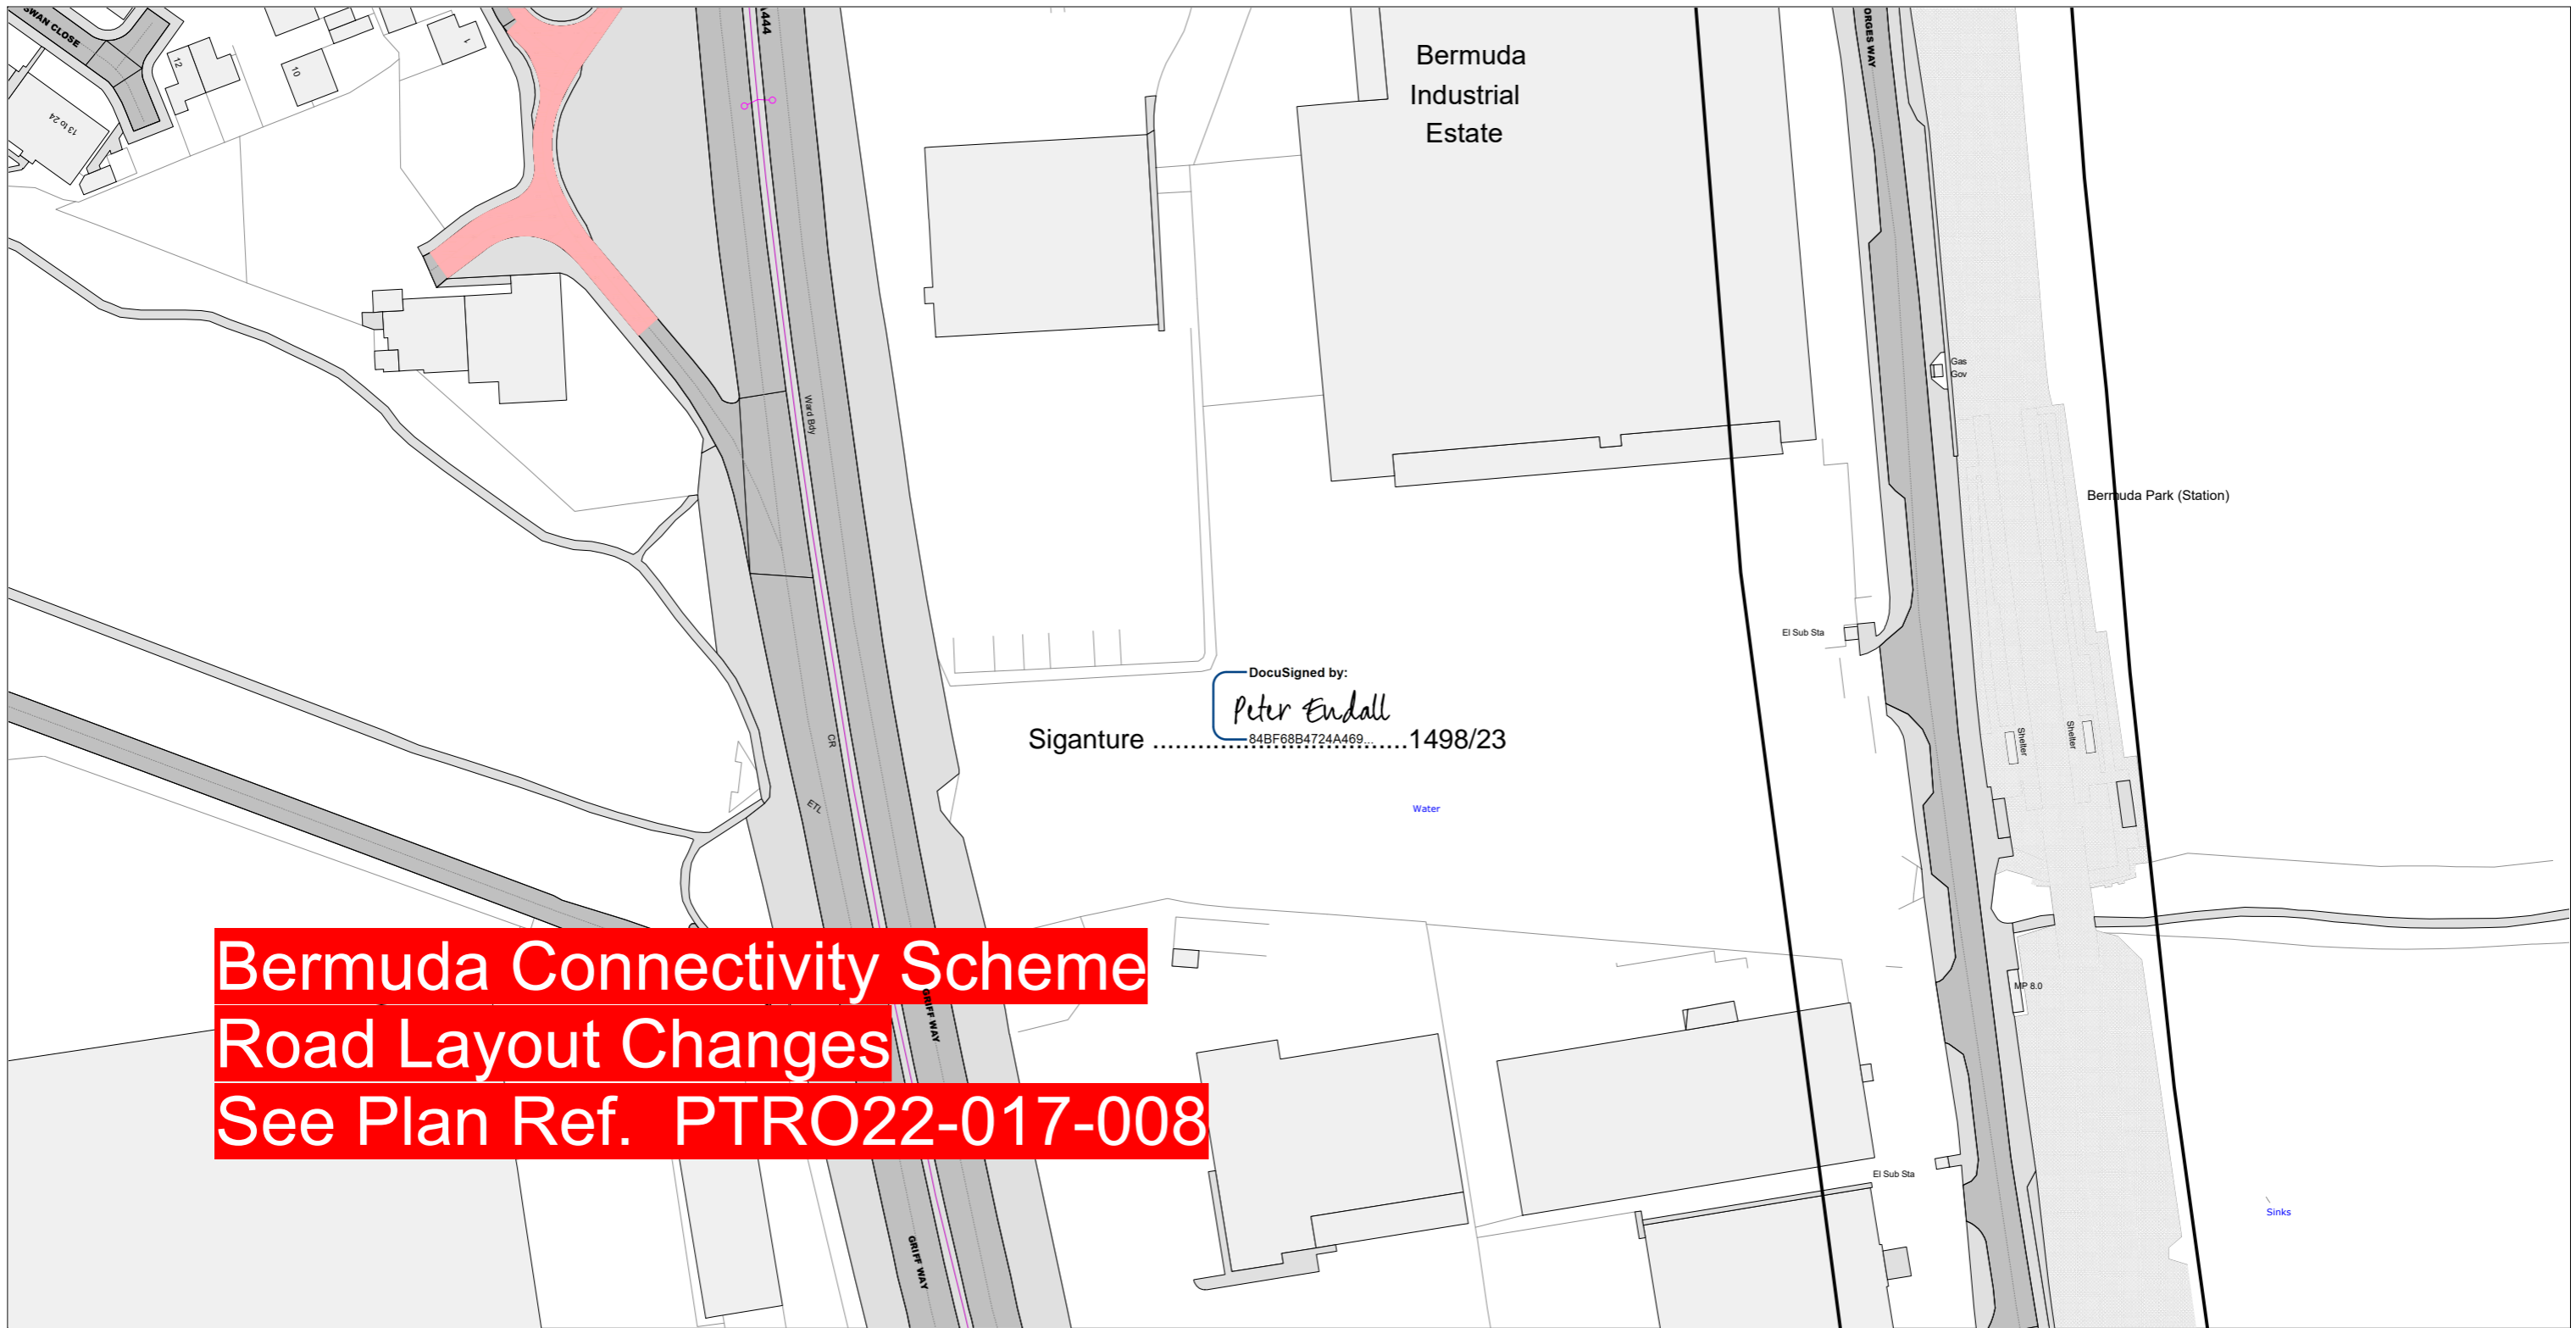 SWAN CLOSE
12
10
1
13 to 24
A444
Bermuda
Industrial
Estate
ORGES WAY
Gas
Gov
Ward Bdy
Bermuda Park (Station)
El Sub Sta
DocuSigned by:
Peter Endall
84BF68B4724A469...
Siganture ....................................1498/23
Shelter
Shelter
CR
ETL
Water
Bermuda Connectivity Scheme
Road Layout Changes
See Plan Ref. PTRO22-017-008
GRIFF WAY
MP 8.0
El Sub Sta
Sinks
GRIFF WAY